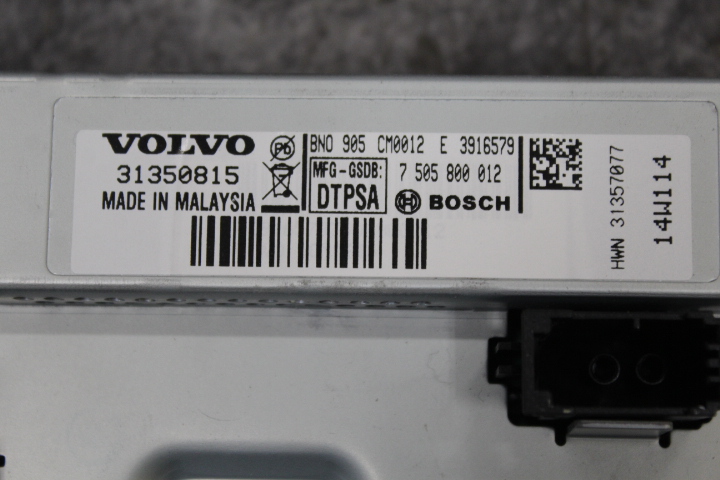 VOLVO
31350815
MADE IN MALAYSIA
Pb
BNO 905 CM0012 E 3916579
MFG-GSDB:
DTPSA
7 505 800 012
BOSCH
HWN 31357077
14W114